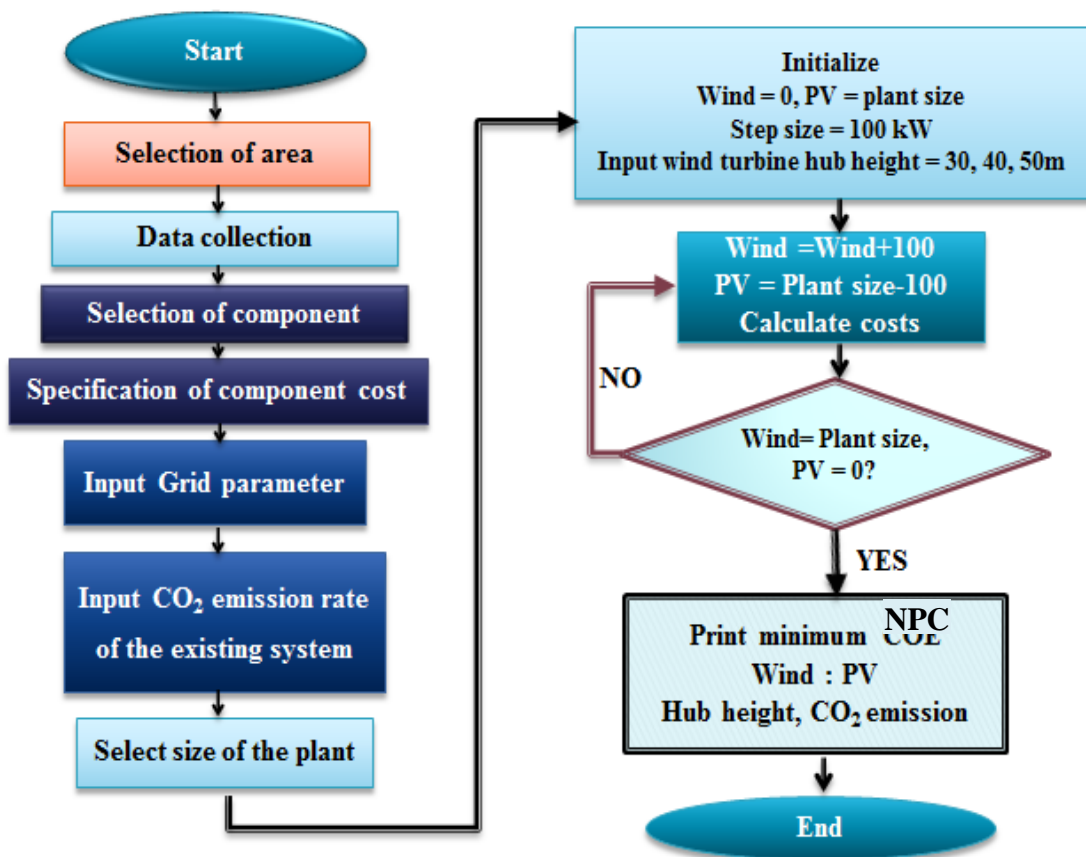 Start
Selection of area
Data collection
Selection of component
Specification of component cost
Input Grid parameter
Input CO₂ emission rate
of the existing system
Select size of the plant
Initialize
Wind = 0, PV = plant size
Step size = 100 kW
Input wind turbine hub height = 30, 40, 50m
Wind =Wind+100
PV = Plant size-100
Calculate costs
NO
Wind= Plant size,
PV = 0?
YES
NPC
Print minimum COE
Wind : PV
Hub height, CO₂ emission
End